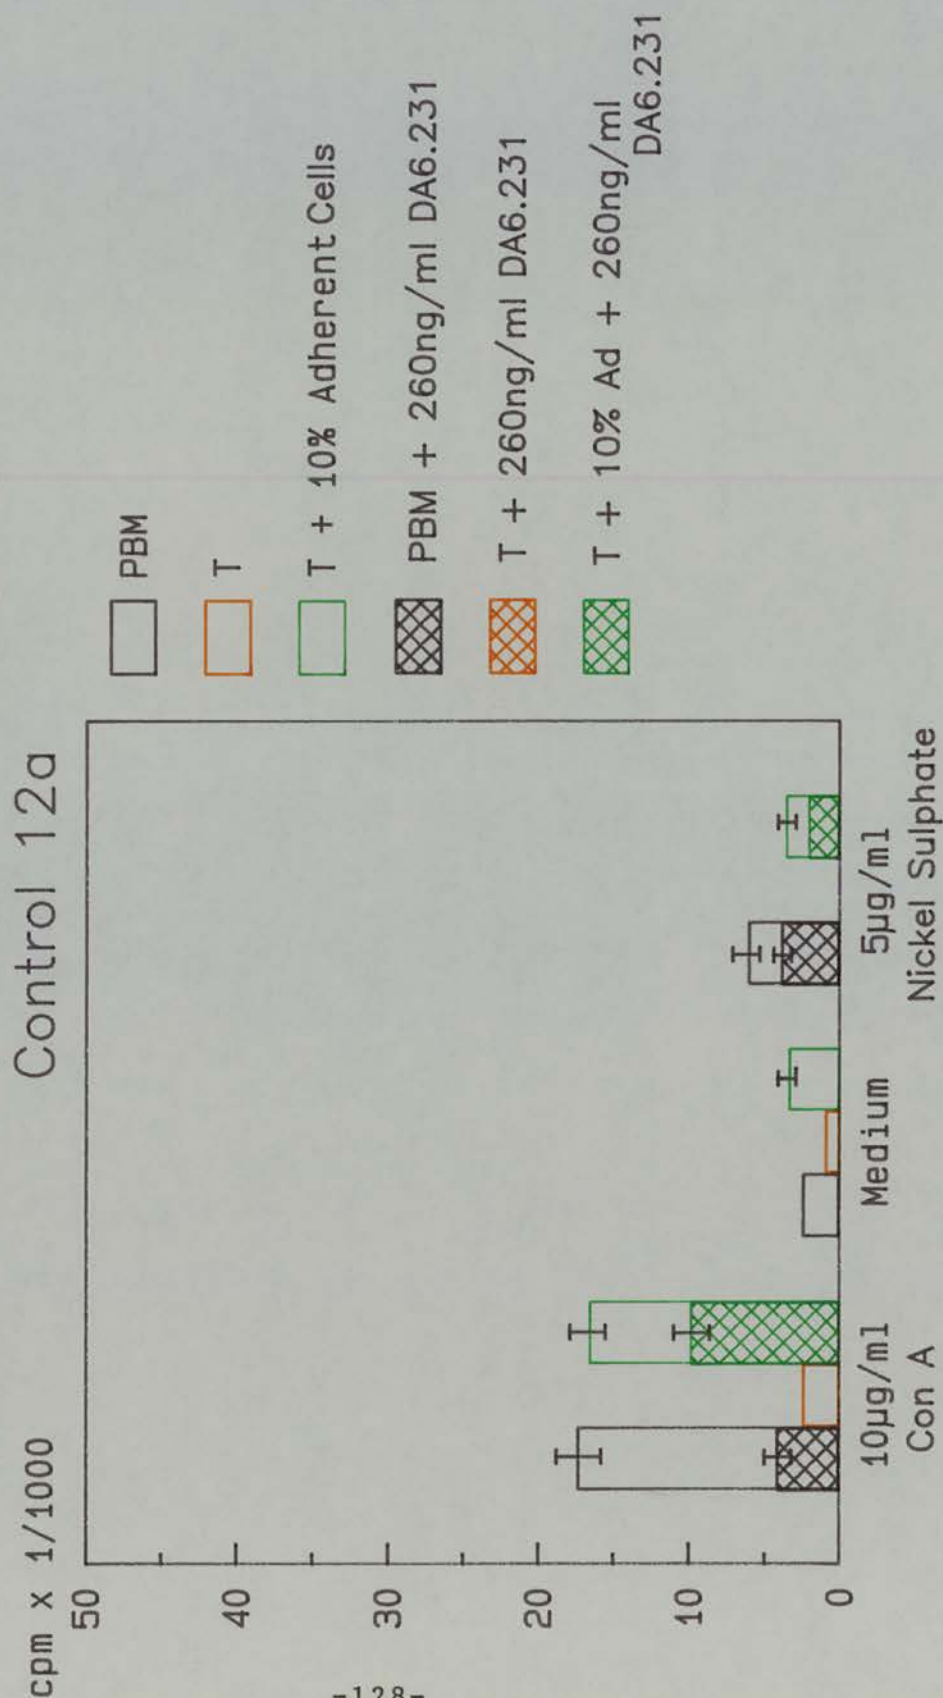 Control 12a
cpm x 1/1000
50
40
30
20
10
0
10µg/ml
Con A
Medium
5µg/ml
Nickel Sulphate
PBM
T
T + 10% Adherent Cells
PBM + 260ng/ml DA6.231
T + 260ng/ml DA6.231
T + 10% Ad + 260ng/ml
DA6.231
-128-